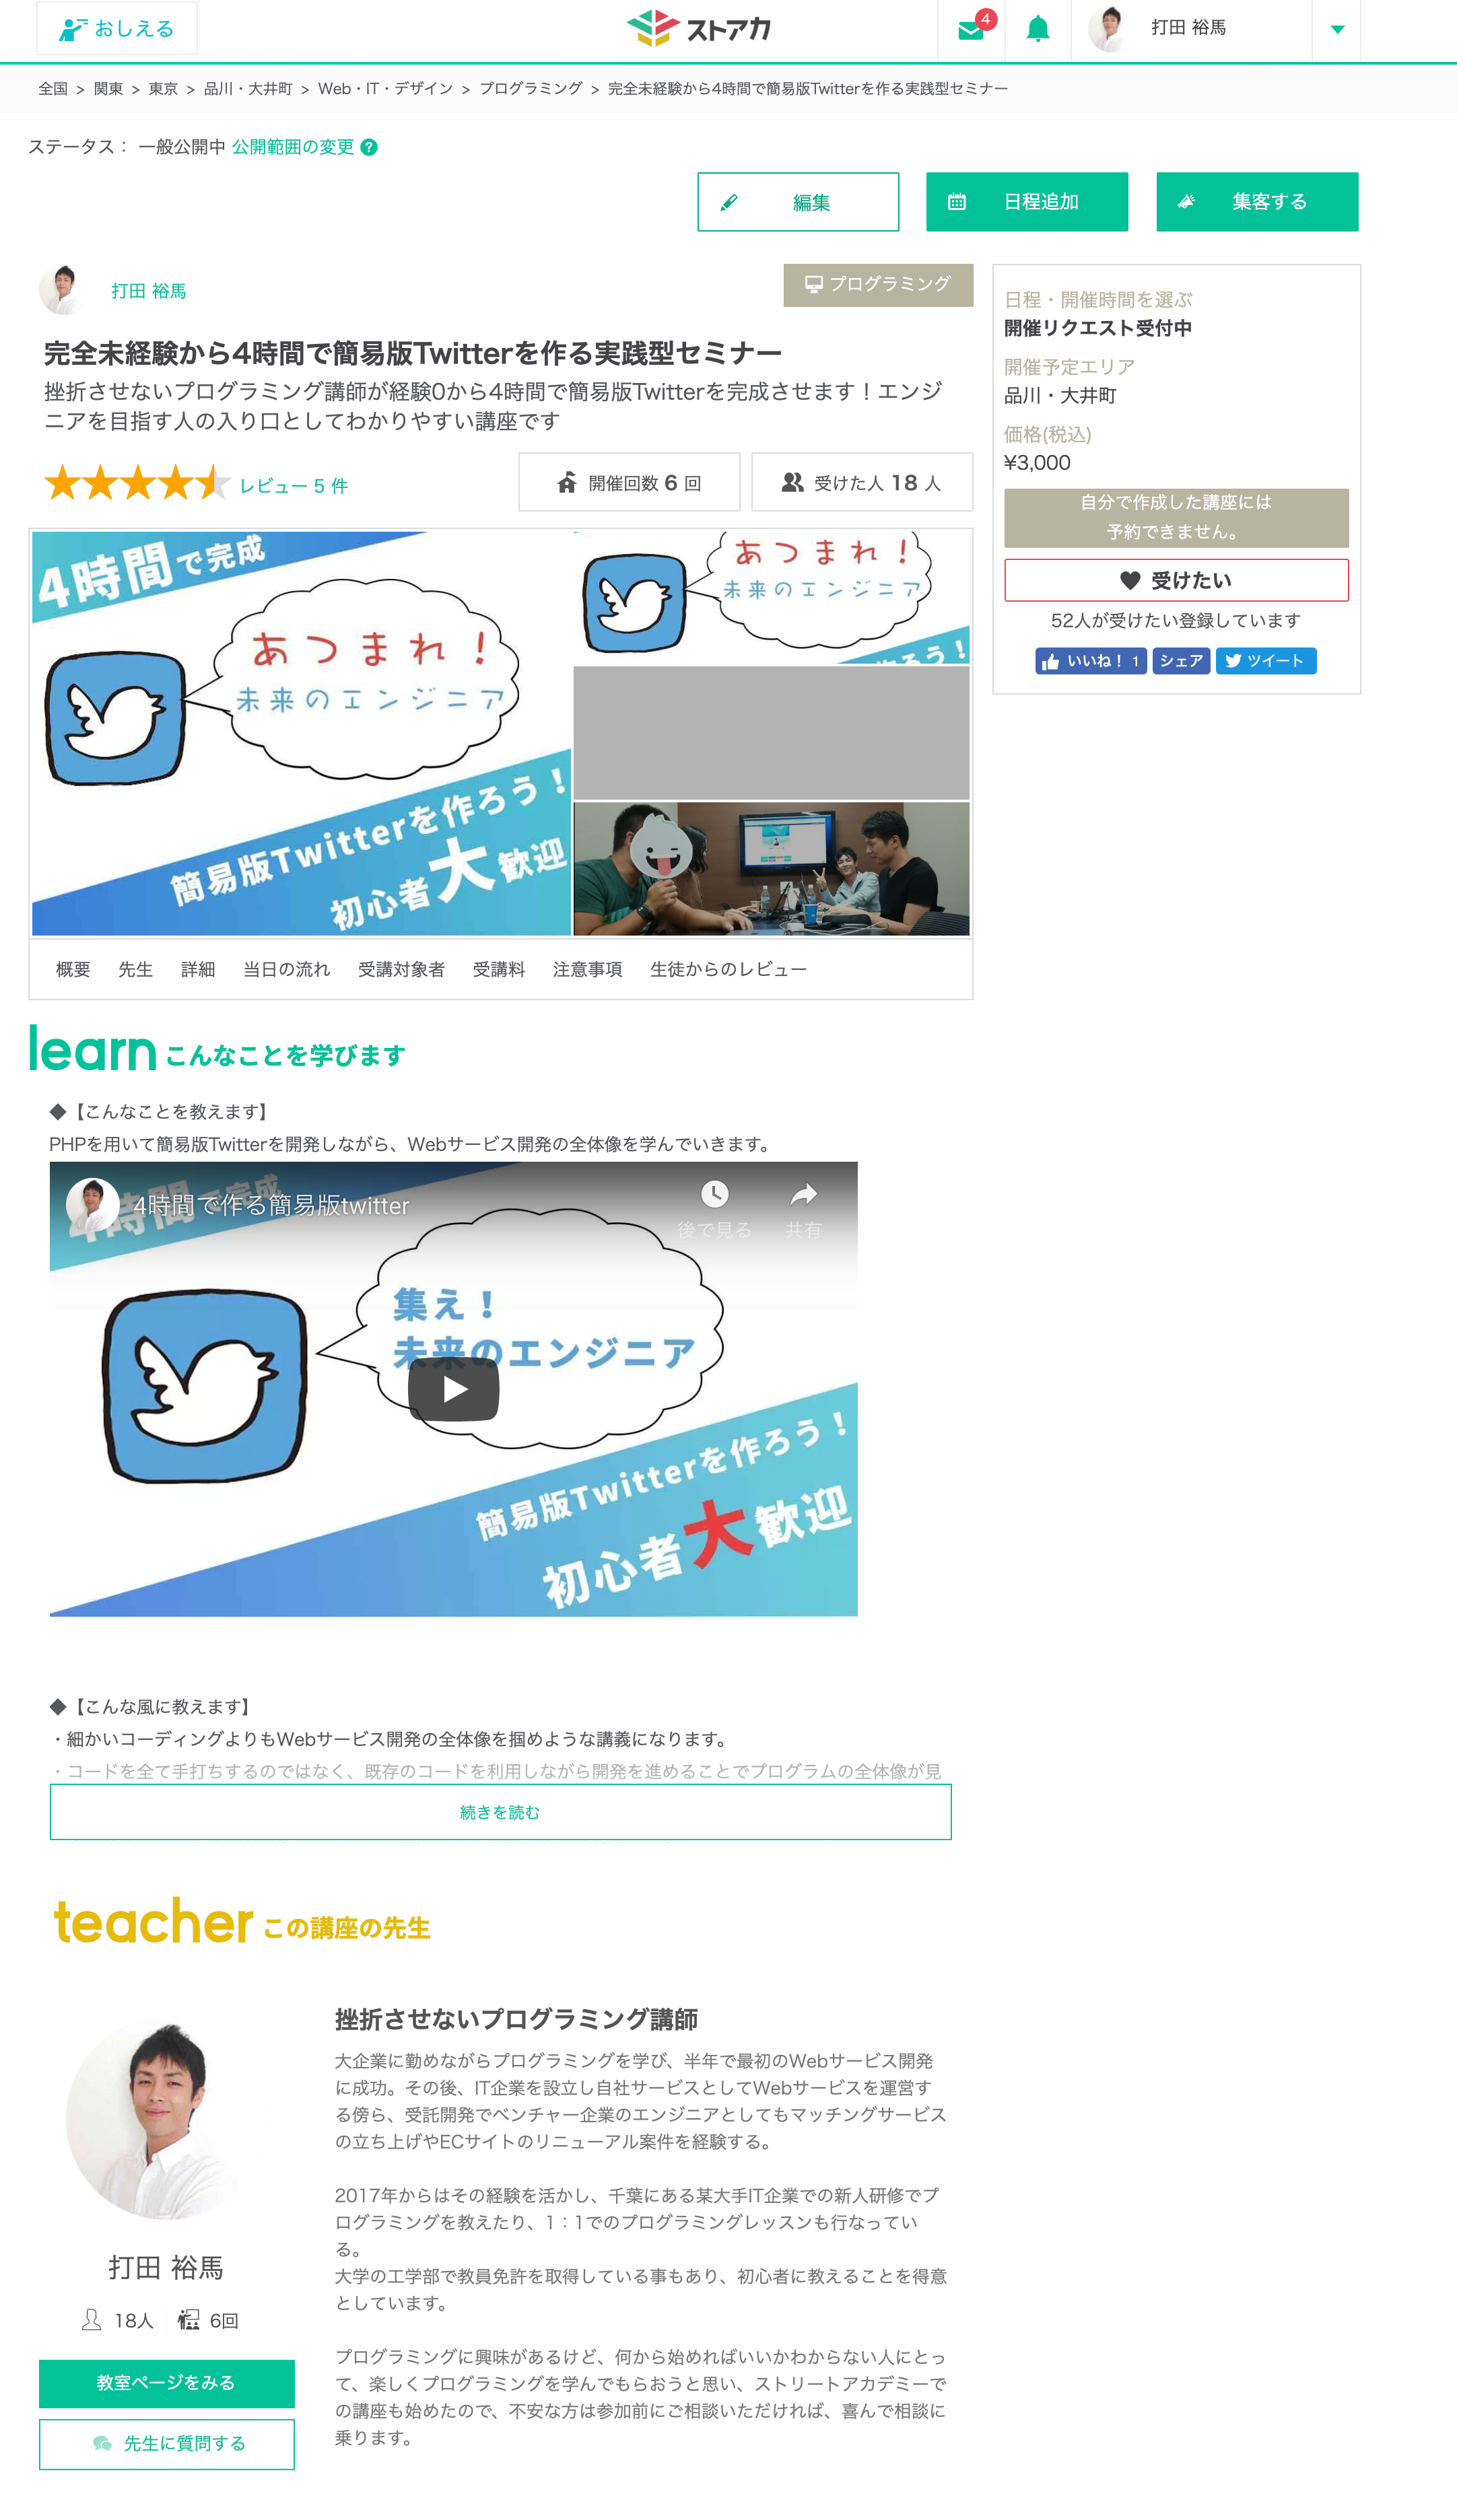 おしえる
ストアカ
4
打田 裕馬
全国 > 関東 > 東京 > 品川・大井町 > Web・IT・デザイン > プログラミング > 完全未経験から4時間で簡易版Twitterを作る実践型セミナー
ステータス： 一般公開中 公開範囲の変更 ?
編集
日程追加
集客する
打田 裕馬
プログラミング
完全未経験から4時間で簡易版Twitterを作る実践型セミナー
挫折させないプログラミング講師が経験0から4時間で簡易版Twitterを完成させます！エンジ
ニアを目指す人の入り口としてわかりやすい講座です
レビュー 5 件
開催回数 6 回
受けた人 18 人
日程・開催時間を選ぶ
開催リクエスト受付中
開催予定エリア
品川・大井町
価格(税込)
¥3,000
自分で作成した講座には
予約できません。
受けたい
52人が受けたい登録しています
いいね！ 1
シェア
ツイート
4時間で完成
あつまれ！
未来のエンジニア
簡易版Twitterを作ろう！
初心者大歓迎
あつまれ！
未来のエンジニア
ろう！
概要
先生
詳細
当日の流れ
受講対象者
受講料
注意事項
生徒からのレビュー
learn こんなことを学びます
◆【こんなことを教えます】
PHPを用いて簡易版Twitterを開発しながら、Webサービス開発の全体像を学んでいきます。
4時間で完成
4時間で作る簡易版twitter
後で見る
共有
集え！
未来のエンジニア
簡易版Twitterを作ろう！
初心者大歓迎
◆【こんな風に教えます】
・細かいコーディングよりもWebサービス開発の全体像を掴めような講義になります。
・コードを全て手打ちするのではなく、既存のコードを利用しながら開発を進めることでプログラムの全体像が見
続きを読む
teacher この講座の先生
挫折させないプログラミング講師
大企業に勤めながらプログラミングを学び、半年で最初のWebサービス開発
に成功。その後、IT企業を設立し自社サービスとしてWebサービスを運営す
る傍ら、受託開発でベンチャー企業のエンジニアとしてもマッチングサービス
の立ち上げやECサイトのリニューアル案件を経験する。
2017年からはその経験を活かし、千葉にある某大手IT企業での新人研修でプ
ログラミングを教えたり、1：1でのプログラミングレッスンも行なってい
る。
大学の工学部で教員免許を取得している事もあり、初心者に教えることを得意
としています。
プログラミングに興味があるけど、何から始めればいいかわからない人にとっ
て、楽しくプログラミングを学んでもらおうと思い、ストリートアカデミーで
の講座も始めたので、不安な方は参加前にご相談いただければ、喜んで相談に
乗ります。
打田 裕馬
18人
6回
教室ページをみる
先生に質問する